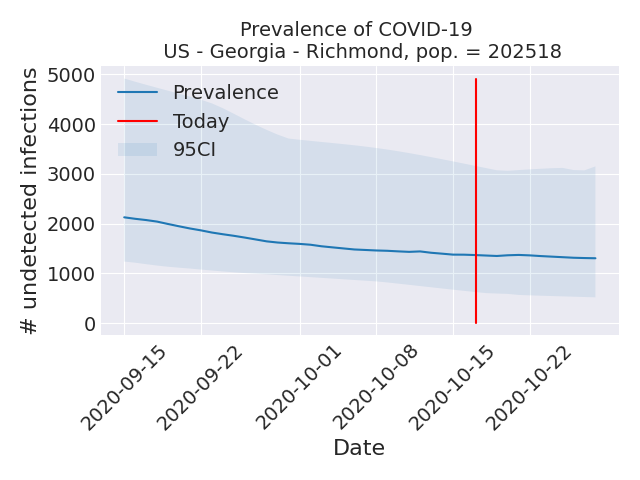 Prevalence of COVID-19
US - Georgia - Richmond, pop. = 202518
# undetected infections
5000
4000
3000
2000
1000
0
Prevalence
Today
95CI
2020-09-15
2020-09-22
2020-10-01
2020-10-08
2020-10-15
2020-10-22
Date